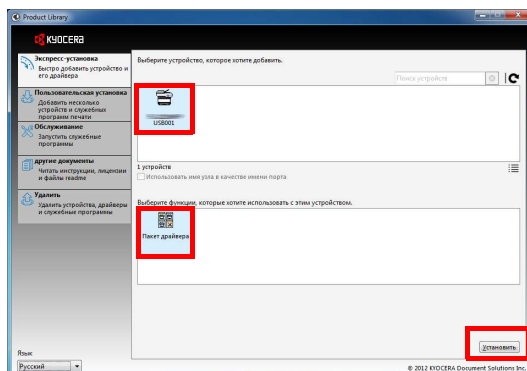 Product Library
KYOCERA
Экспресс-установка
Быстро добавить устройство и
его драйвера
Пользовательская установка
Добавить несколько
устройств и служебных
программ печати
Обслуживание
Запустить служебные
программы
другие документы
Читать инструкции, лицензии
и файлы readme
Удалить
Удалить устройства, драйверы
и служебные программы
Язык
Русский
Выберите устройство, которое хотите добавить.
Поиск устройств
USB001
1 устройств
Использовать имя узла в качестве имени порта
Выберите функции, которые хотите использовать с этим устройством.
Пакет драйвера
Установить
© 2012 KYOCERA Document Solutions Inc.